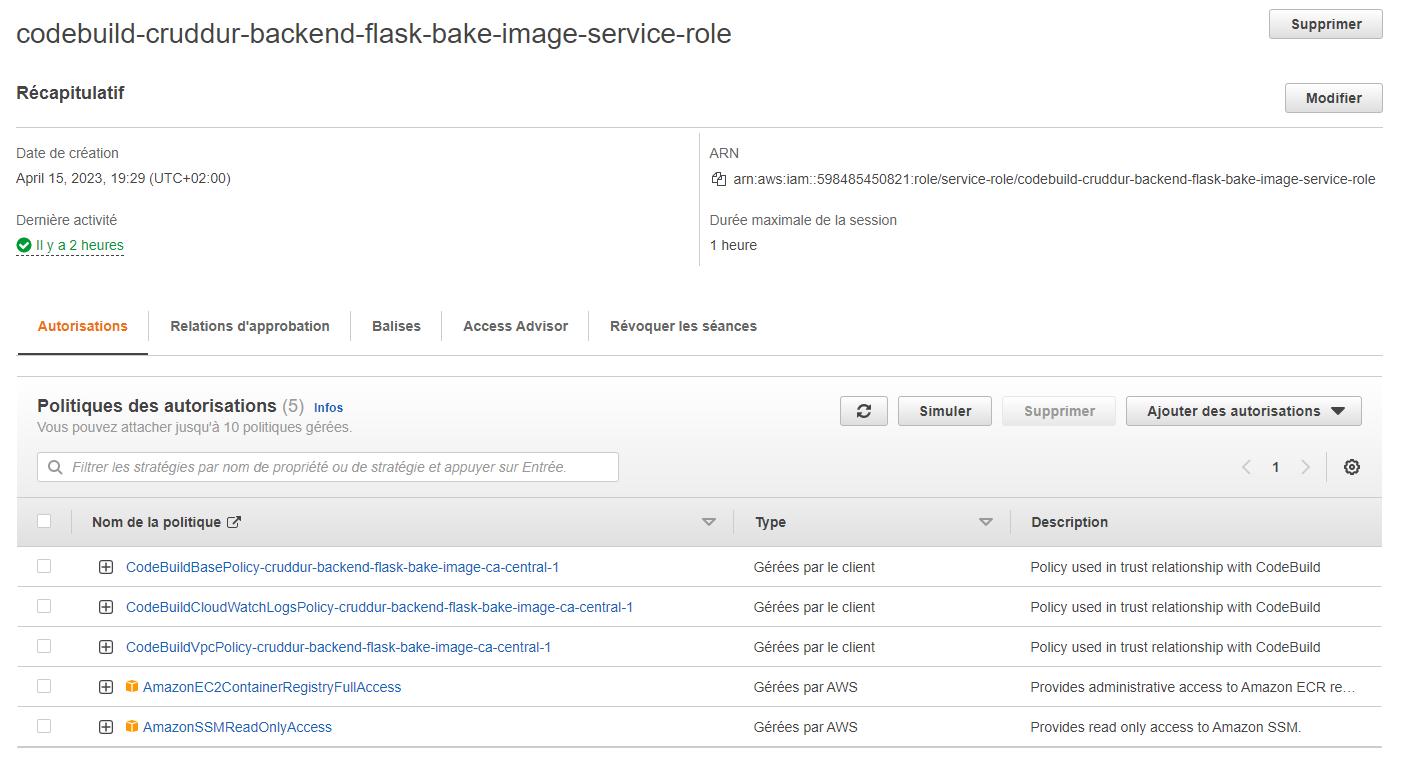 codebuild-cruddur-backend-flask-bake-image-service-role
Supprimer
Récapitulatif
Modifier
Date de création
April 15, 2023, 19:29 (UTC+02:00)
ARN
arn:aws:iam::598485450821:role/service-role/codebuild-cruddur-backend-flask-bake-image-service-role
Dernière activité
Il y a 2 heures
Durée maximale de la session
1 heure
Autorisations
Relations d'approbation
Balises
Access Advisor
Révoquer les séances
Politiques des autorisations (5) Infos
Vous pouvez attacher jusqu'à 10 politiques gérées.
Simuler
Supprimer
Ajouter des autorisations
Filtrer les stratégies par nom de propriété ou de stratégie et appuyer sur Entrée.
1
Nom de la politique
Type
Description
CodeBuildBasePolicy-cruddur-backend-flask-bake-image-ca-central-1
Gérées par le client
Policy used in trust relationship with CodeBuild
CodeBuildCloudWatchLogsPolicy-cruddur-backend-flask-bake-image-ca-central-1
Gérées par le client
Policy used in trust relationship with CodeBuild
CodeBuildVpcPolicy-cruddur-backend-flask-bake-image-ca-central-1
Gérées par le client
Policy used in trust relationship with CodeBuild
AmazonEC2ContainerRegistryFullAccess
Gérées par AWS
Provides administrative access to Amazon ECR re…
AmazonSSMReadOnlyAccess
Gérées par AWS
Provides read only access to Amazon SSM.